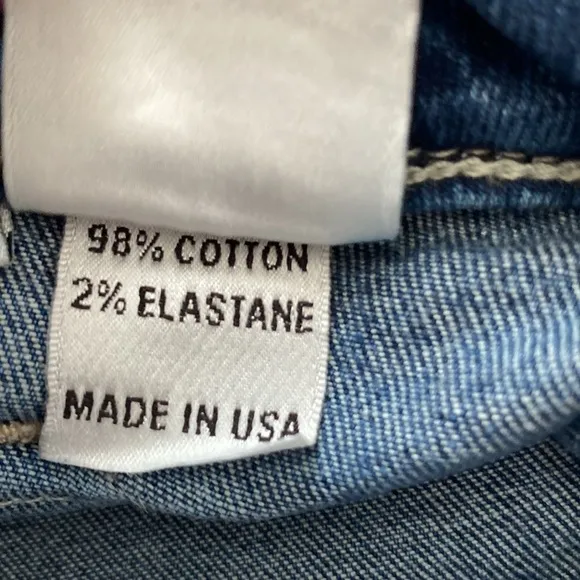 98% COTTON
2% ELASTANE
MADE IN USA